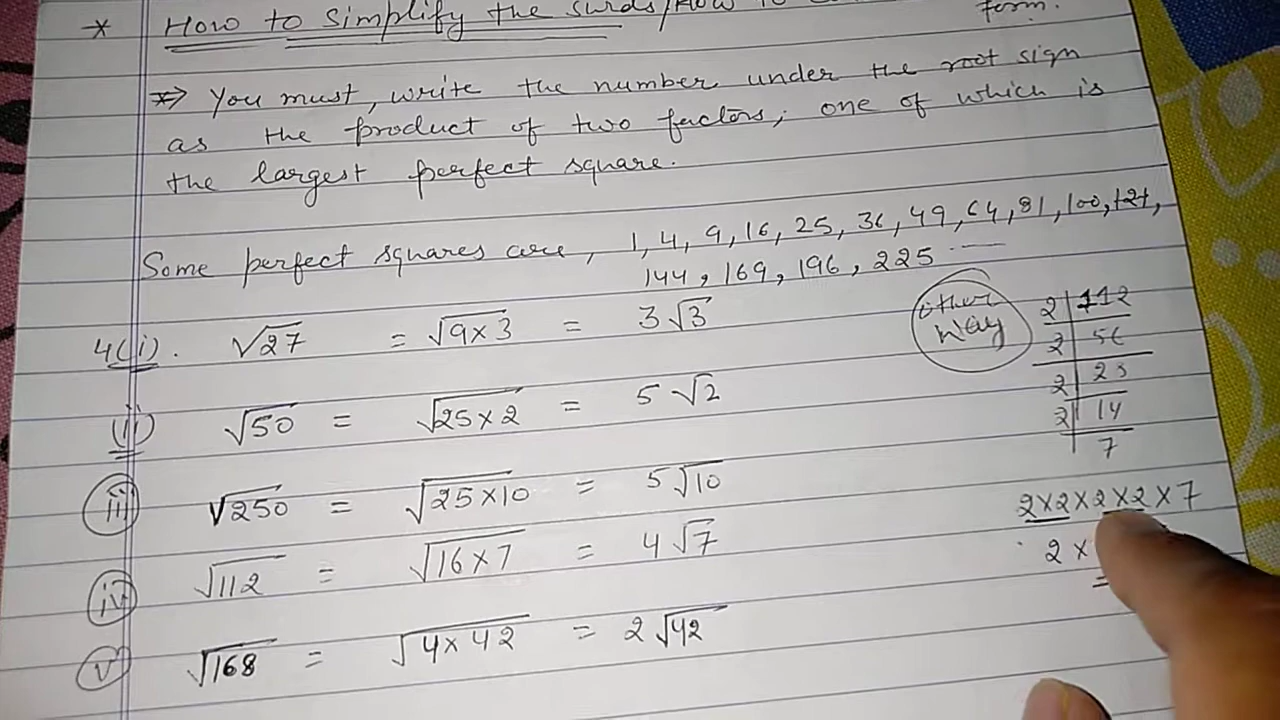 * How to simplify the surds/How to
form.
*⇒ You must, write the number under the root sign
as the product of two factors, one of which is
the largest perfect square.
Some perfect squares are, 1, 4, 9, 16, 25, 36, 49, 64, 81, 100, 121,
144, 169, 196, 225 .—
4(i). √27 = √9×3 = 3√3
(ii) √50 = √25×2 = 5√2
(iii) √250 = √25×10 = 5√10
(iv) √112 = √16×7 = 4√7
(v) √168 = √4×42 = 2√42
other
way
2 | 112
2 | 56
2 | 28
2 | 14
7
2×2×2×2×7
2×
=